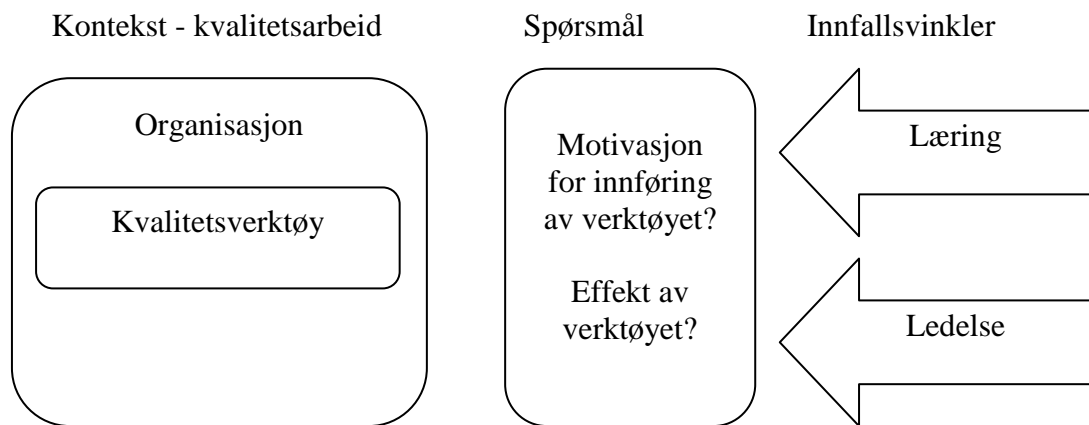 Kontekst - kvalitetsarbeid
Spørsmål
Innfallsvinkler
Organisasjon
Kvalitetsverktøy
Motivasjon
for innføring
av verktøyet?
Effekt av
verktøyet?
Læring
Ledelse